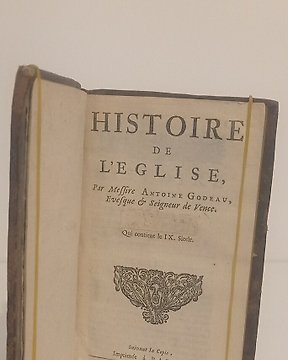 HISTOIRE
DE
L'EGLISE,
Par Messire ANTOINE GODEAU,
Evesque & Seigneur de Vence.
Qui contient le IX. Siecle.
Suivant la Copie,
Imprimée à